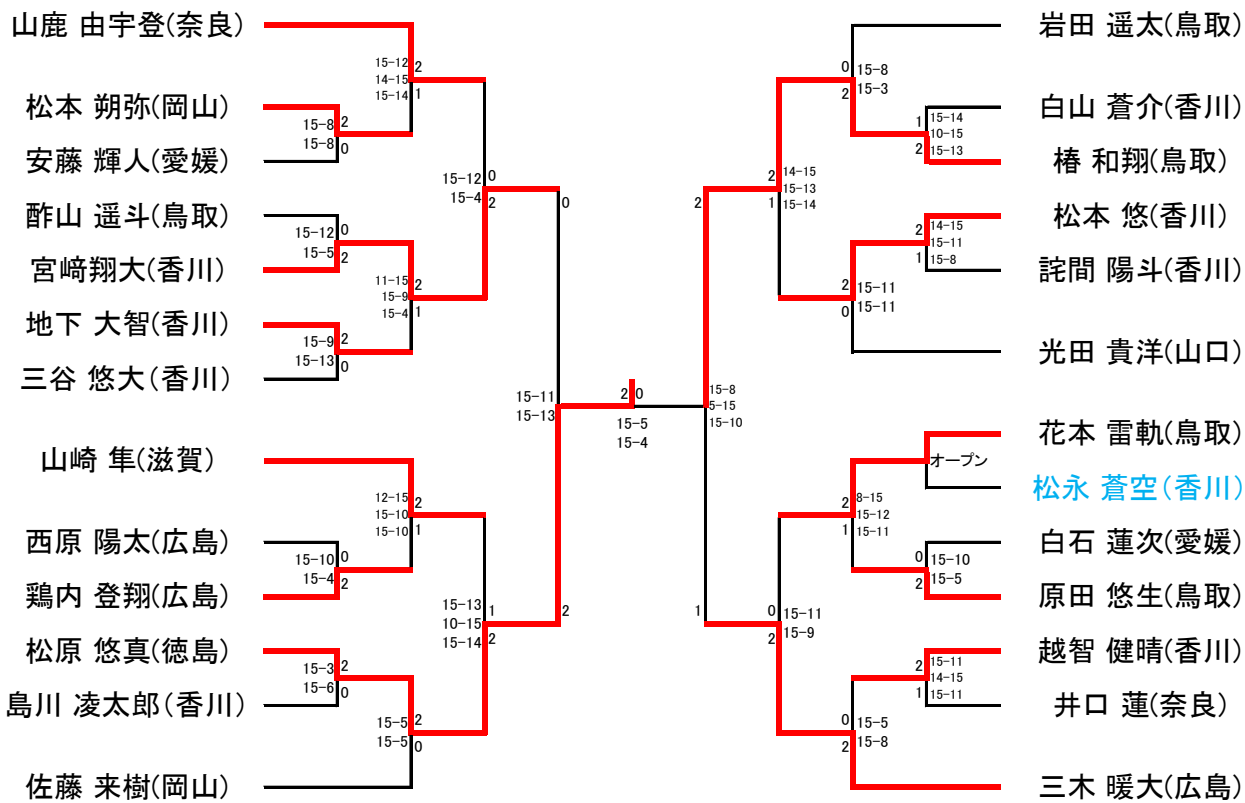 山鹿 由宇登(奈良)
松本 朔弥(岡山)
安藤 輝人(愛媛)
酢山 遥斗(鳥取)
宮﨑翔大(香川)
地下 大智(香川)
三谷 悠大(香川)
山崎 隼(滋賀)
西原 陽太(広島)
鶏内 登翔(広島)
松原 悠真(徳島)
島川 凌太郎(香川)
佐藤 来樹(岡山)
15-12 2
14-15
15-14 1
15-8 2
15-8 0
15-12 0
15-4 2
15-12 0
15-5 2
11-15
15-9 2
15-4 1
15-9 2
15-13 0
0
15-11
15-13
2
12-15
15-10 2
15-10 1
15-10 0
15-4 2
15-13 1
10-15
15-14 2
15-3 2
15-6 0
15-5 2
15-5 0
2 0
15-5
15-4
岩田 遥太(鳥取)
白山 蒼介(香川)
椿 和翔(鳥取)
松本 悠(香川)
詫間 陽斗(香川)
光田 貴洋(山口)
花本 雷軌(鳥取)
松永 蒼空(香川)
白石 蓮次(愛媛)
原田 悠生(鳥取)
越智 健晴(香川)
井口 蓮(奈良)
三木 暖大(広島)
0 15-8
2 15-3
1 15-14
10-15
2 15-13
2 14-15
15-13
1 15-14
2
2 14-15
15-11
1 15-8
2 15-11
0 15-11
15-8
5-15
15-10
1
オープン
2 8-15
15-12
1 15-11
0 15-10
2 15-5
0 15-11
2 15-9
2 15-11
14-15
1 15-11
0 15-5
2 15-8